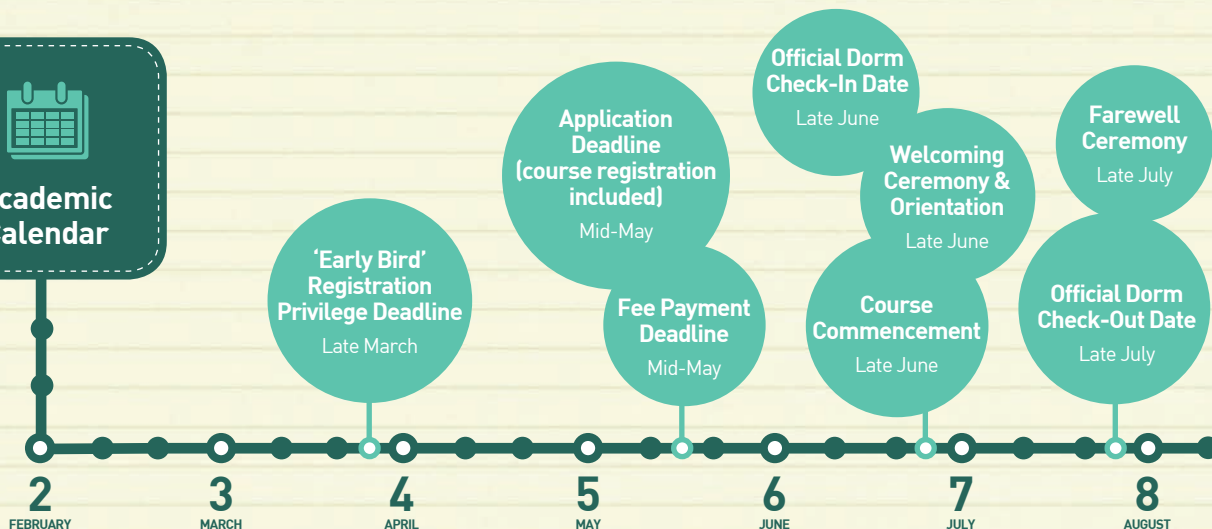 cademic
alendar
'Early Bird'
Registration
Privilege Deadline
Late March
Application
Deadline
(course registration
included)
Mid-May
Fee Payment
Deadline
Mid-May
Official Dorm
Check-In Date
Late June
Welcoming
Ceremony &
Orientation
Late June
Course
Commencement
Late June
Farewell
Ceremony
Late July
Official Dorm
Check-Out Date
Late July
2
FEBRUARY
3
MARCH
4
APRIL
5
MAY
6
JUNE
7
JULY
8
AUGUST